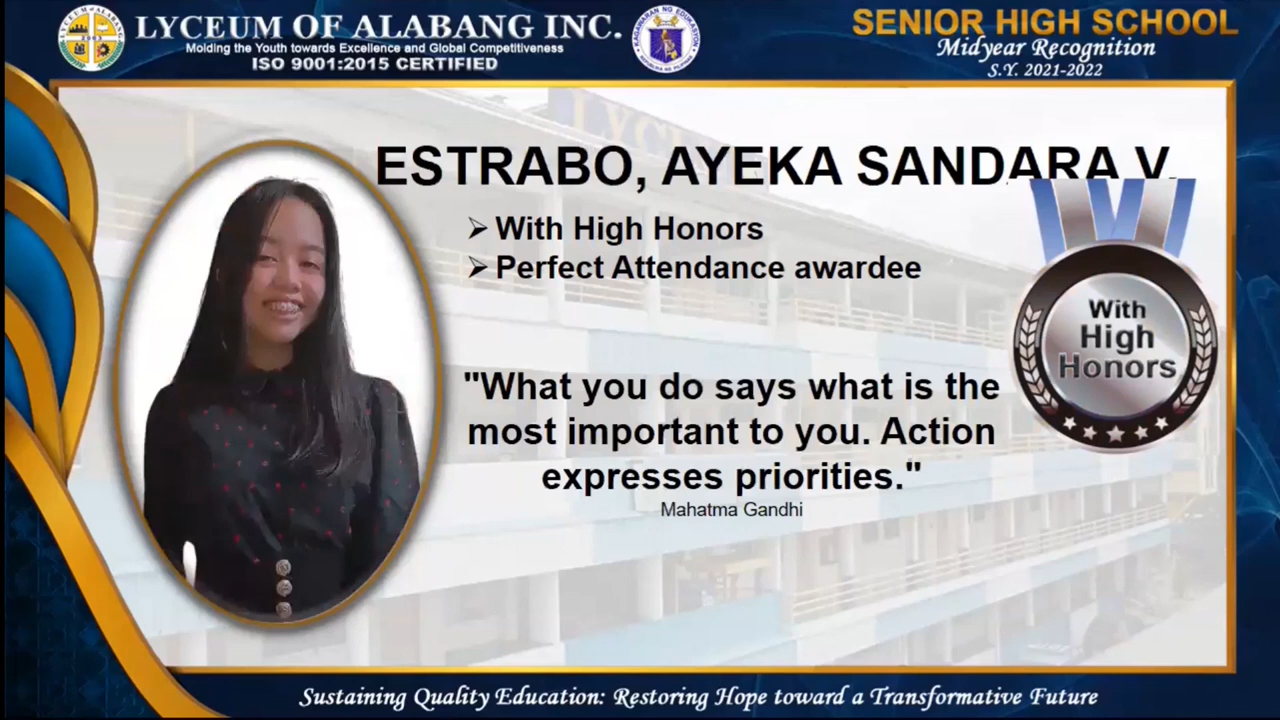 LYCEUM OF ALABANG INC.
Molding the Youth towards Excellence and Global Competitiveness
ISO 9001:2015 CERTIFIED
SENIOR HIGH SCHOOL
Midyear Recognition
S.Y. 2021-2022
ESTRABO, AYEKA SANDARA V.
With High Honors
Perfect Attendance awardee
With
High
Honors
"What you do says what is the
most important to you. Action
expresses priorities."
Mahatma Gandhi
Sustaining Quality Education: Restoring Hope toward a Transformative Future